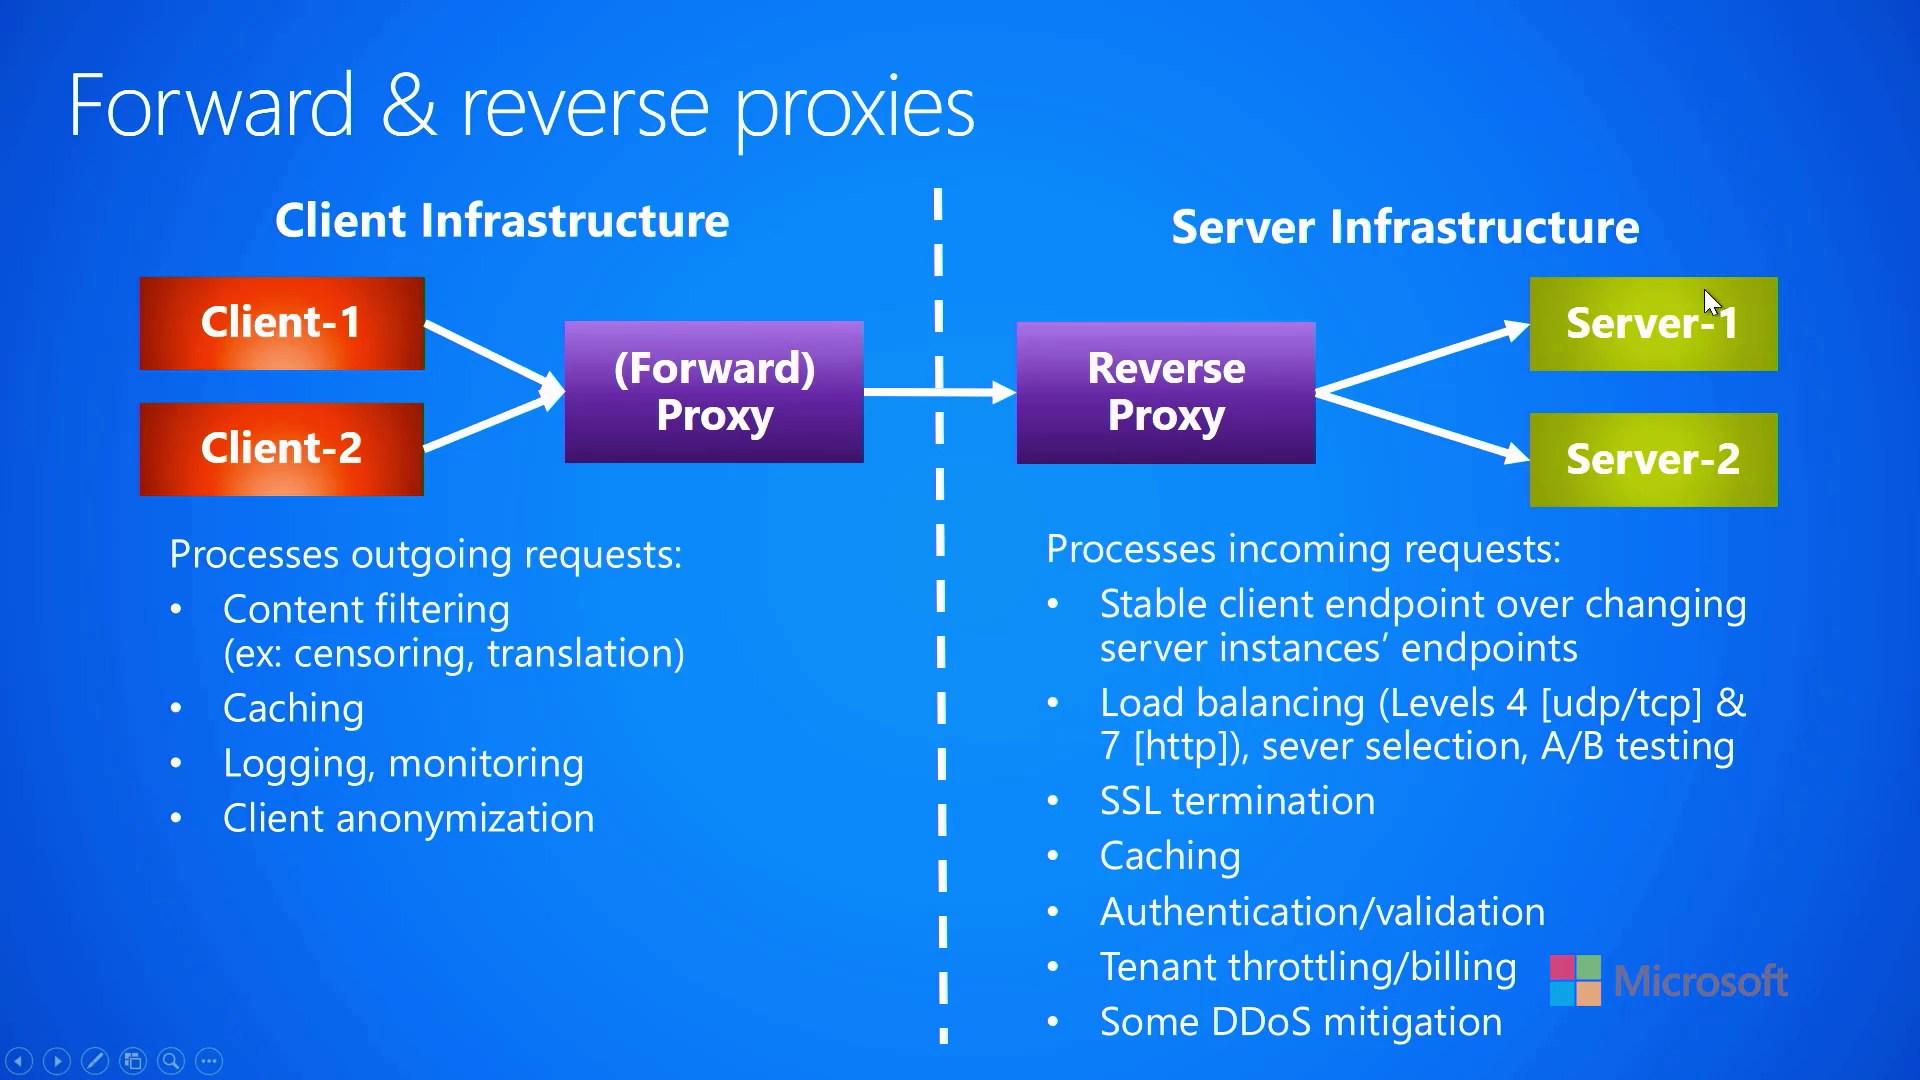 Forward & reverse proxies
Client Infrastructure
Client-1
Client-2
(Forward)
Proxy
Processes outgoing requests:
• Content filtering
(ex: censoring, translation)
• Caching
• Logging, monitoring
• Client anonymization
Server Infrastructure
Reverse
Proxy
Server-1
Server-2
Processes incoming requests:
• Stable client endpoint over changing
server instances’ endpoints
• Load balancing (Levels 4 [udp/tcp] &
7 [http]), sever selection, A/B testing
• SSL termination
• Caching
• Authentication/validation
• Tenant throttling/billing
• Some DDoS mitigation
Microsoft